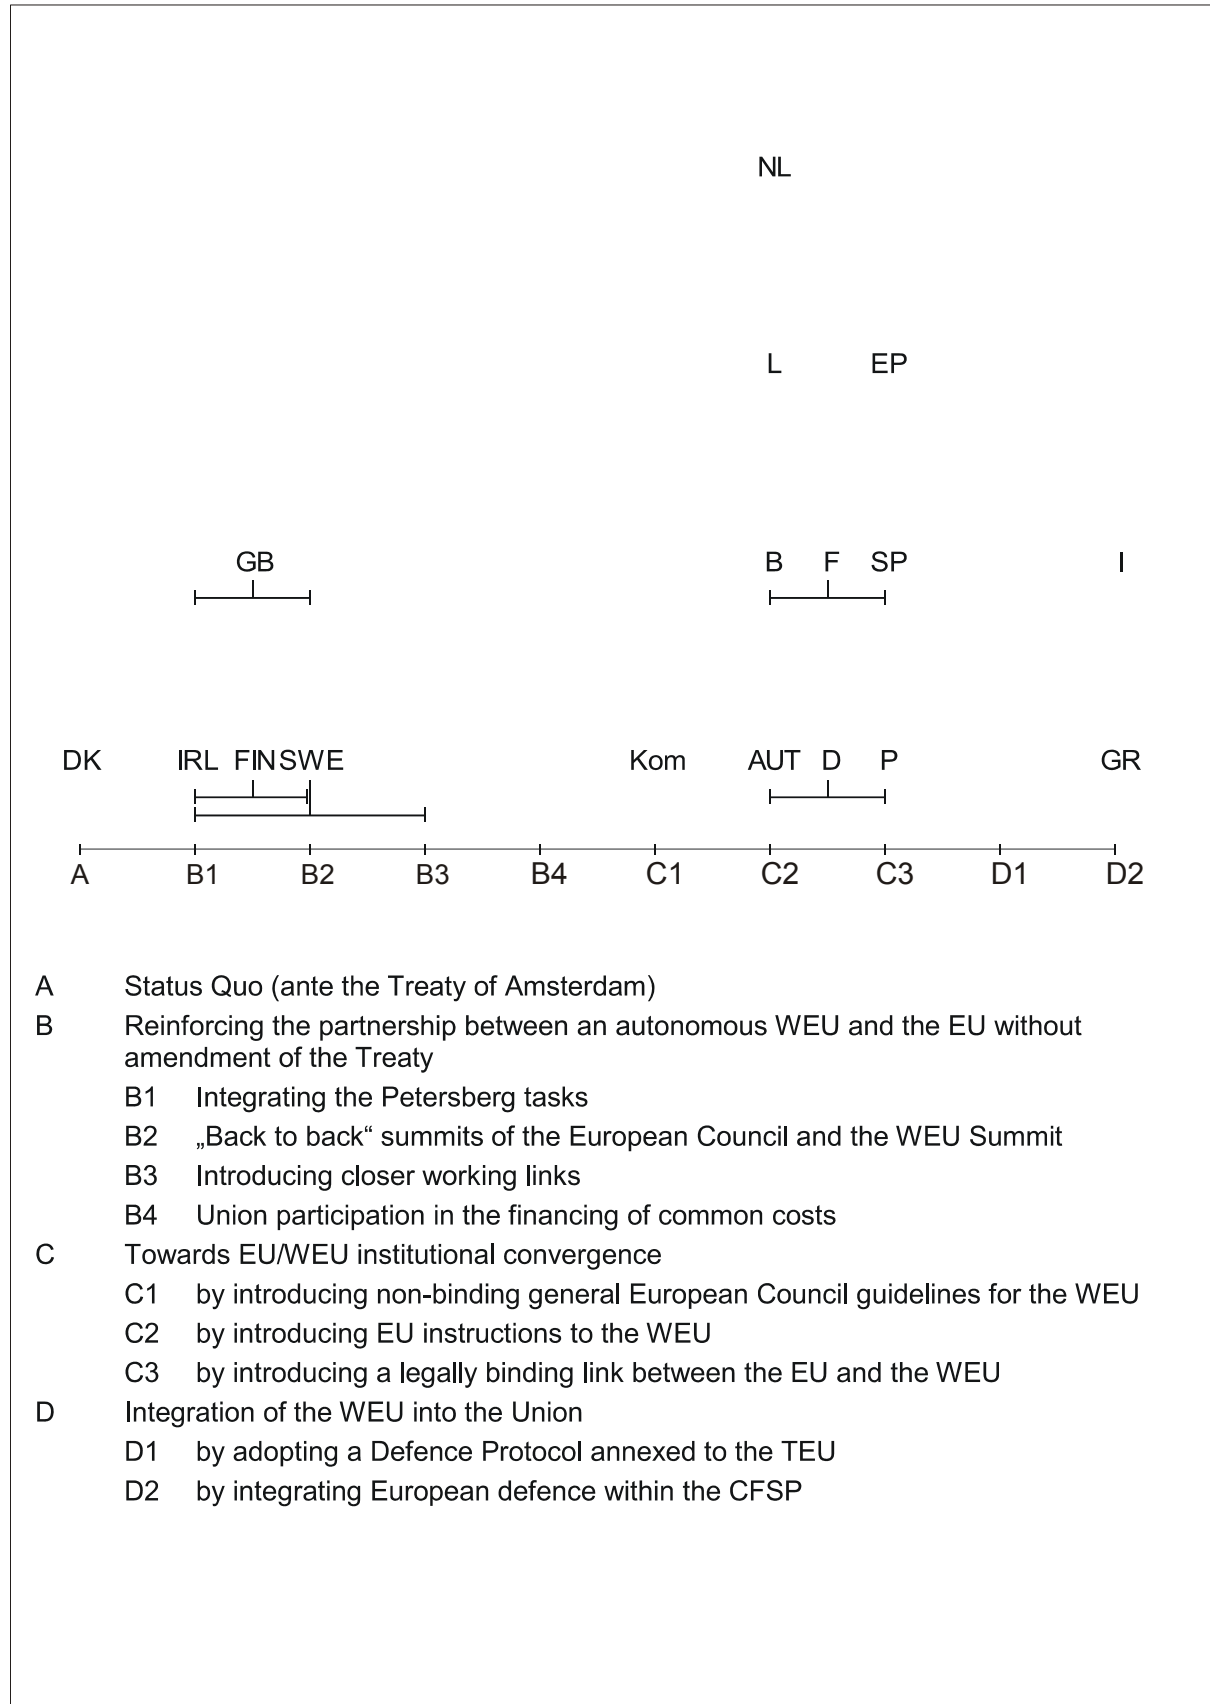 NL
L EP
GB B F SP I
DK IRL FIN SWE Kom AUT D P GR
A B1 B2 B3 B4 C1 C2 C3 D1 D2
A Status Quo (ante the Treaty of Amsterdam)
B Reinforcing the partnership between an autonomous WEU and the EU without
amendment of the Treaty
B1 Integrating the Petersberg tasks
B2 „Back to back“ summits of the European Council and the WEU Summit
B3 Introducing closer working links
B4 Union participation in the financing of common costs
C Towards EU/WEU institutional convergence
C1 by introducing non-binding general European Council guidelines for the WEU
C2 by introducing EU instructions to the WEU
C3 by introducing a legally binding link between the EU and the WEU
D Integration of the WEU into the Union
D1 by adopting a Defence Protocol annexed to the TEU
D2 by integrating European defence within the CFSP